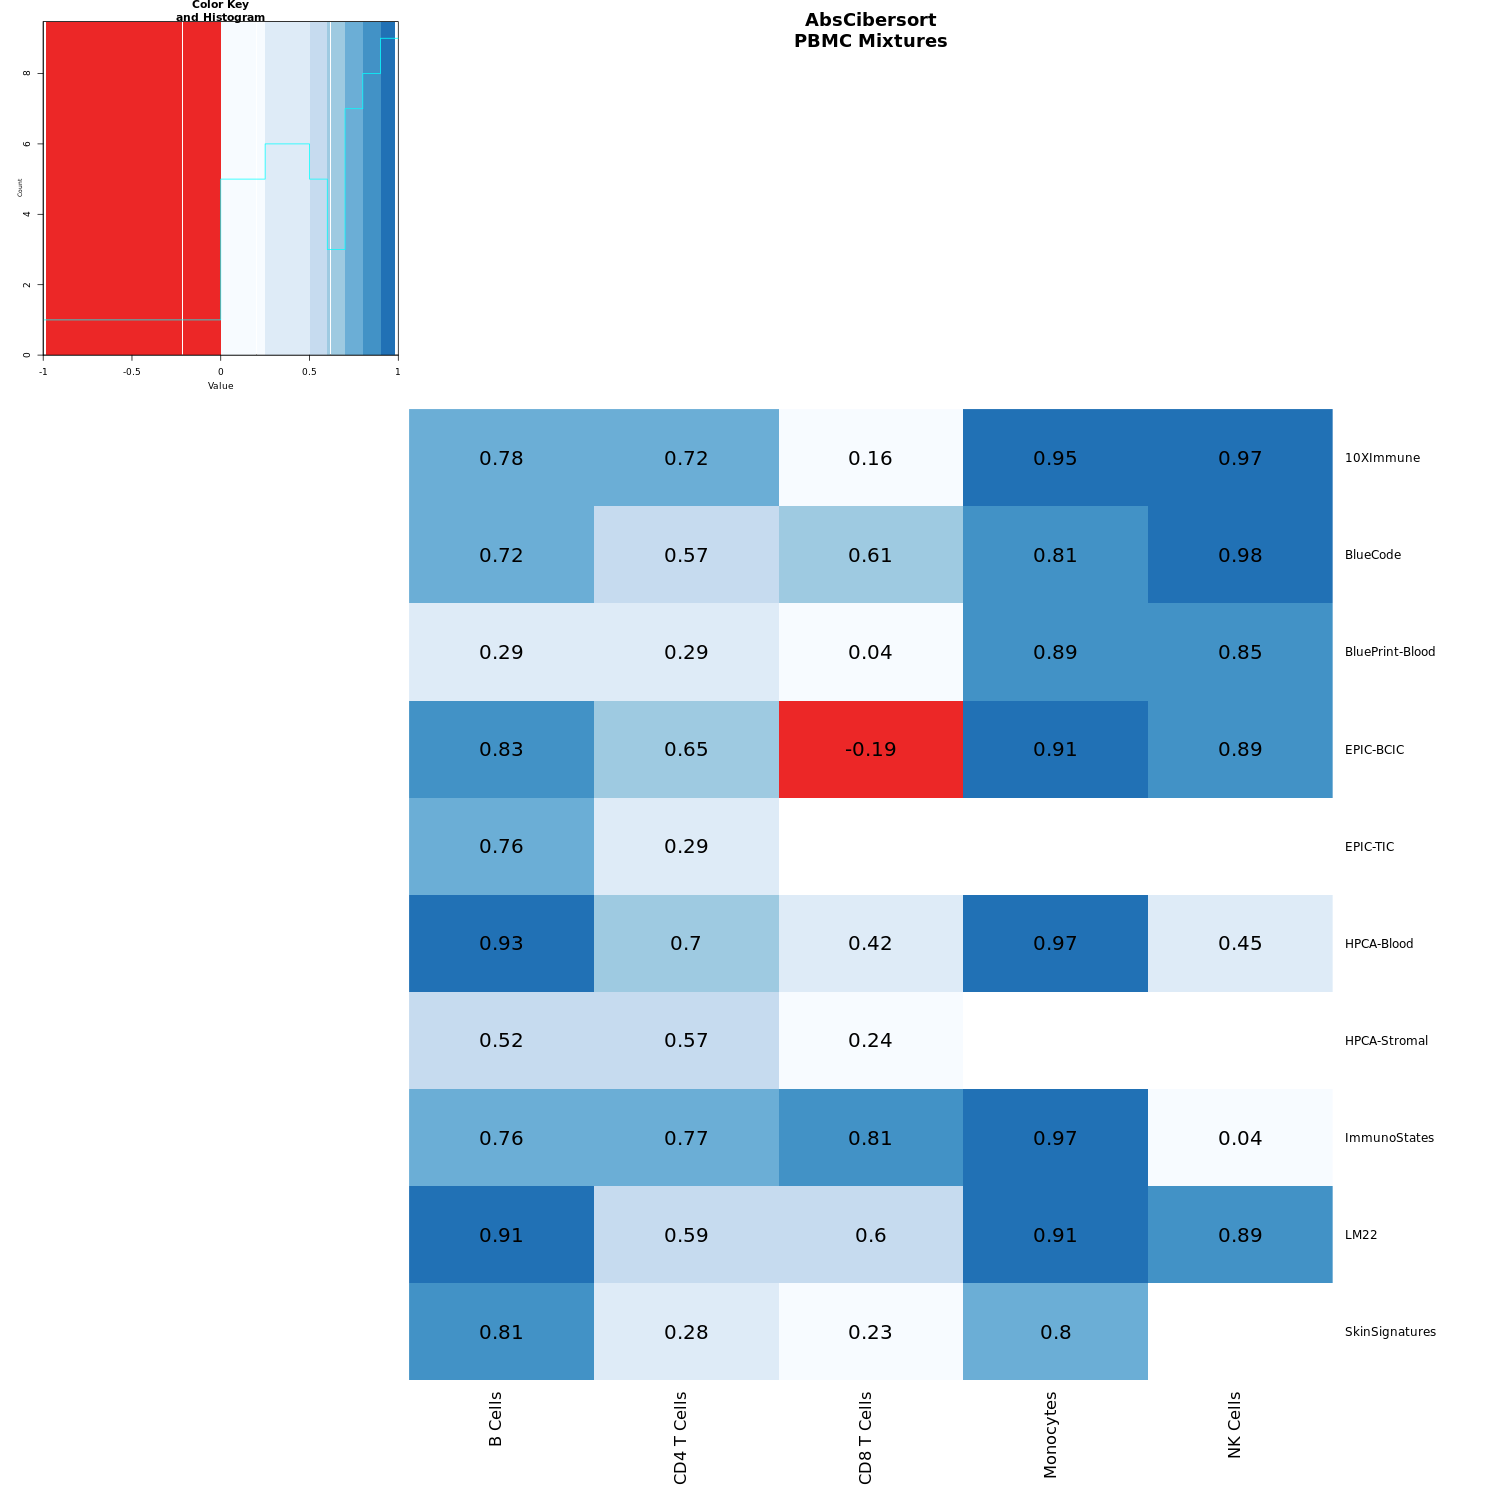 Color Key
and Histogram
AbsCibersort
PBMC Mixtures
Count
0 2 4 6 8
-1 -0.5 0 0.5 1
Value
0.78 0.72 0.16 0.95 0.97 10XImmune
0.72 0.57 0.61 0.81 0.98 BlueCode
0.29 0.29 0.04 0.89 0.85 BluePrint-Blood
0.83 0.65 -0.19 0.91 0.89 EPIC-BCIC
0.76 0.29 EPIC-TIC
0.93 0.7 0.42 0.97 0.45 HPCA-Blood
0.52 0.57 0.24 HPCA-Stromal
0.76 0.77 0.81 0.97 0.04 ImmunoStates
0.91 0.59 0.6 0.91 0.89 LM22
0.81 0.28 0.23 0.8 SkinSignatures
B Cells
CD4 T Cells
CD8 T Cells
Monocytes
NK Cells